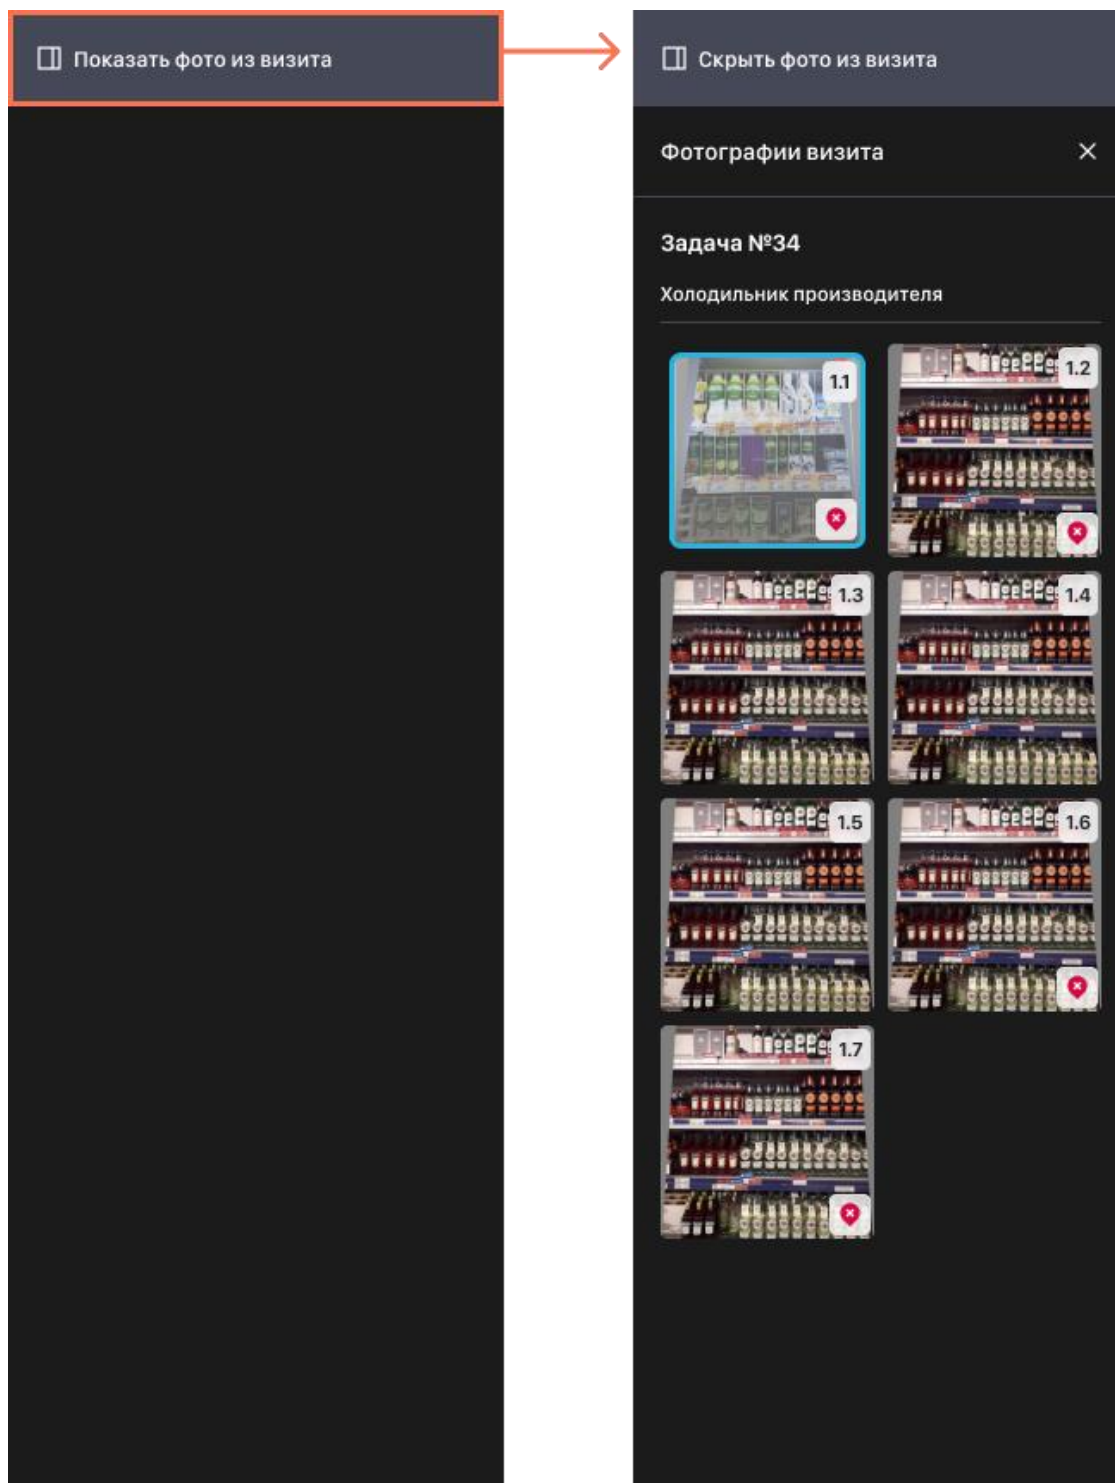 Показать фото из визита
Скрыть фото из визита
Фотографии визита
Задача №34
Холодильник производителя
1.1
1.2
1.3
1.4
1.5
1.6
1.7